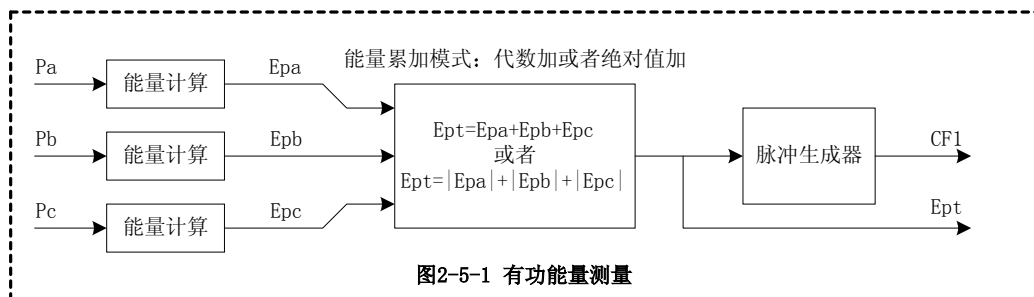 能量累加模式：代数加或者绝对值加
Pa
能量计算
Epa
Pb
能量计算
Epb
Pc
能量计算
Epc
Ept=Epa+Epb+Epc
或者
Ept=|Epa|+|Epb|+|Epc|
脉冲生成器
CF1
Ept
图2-5-1 有功能量测量